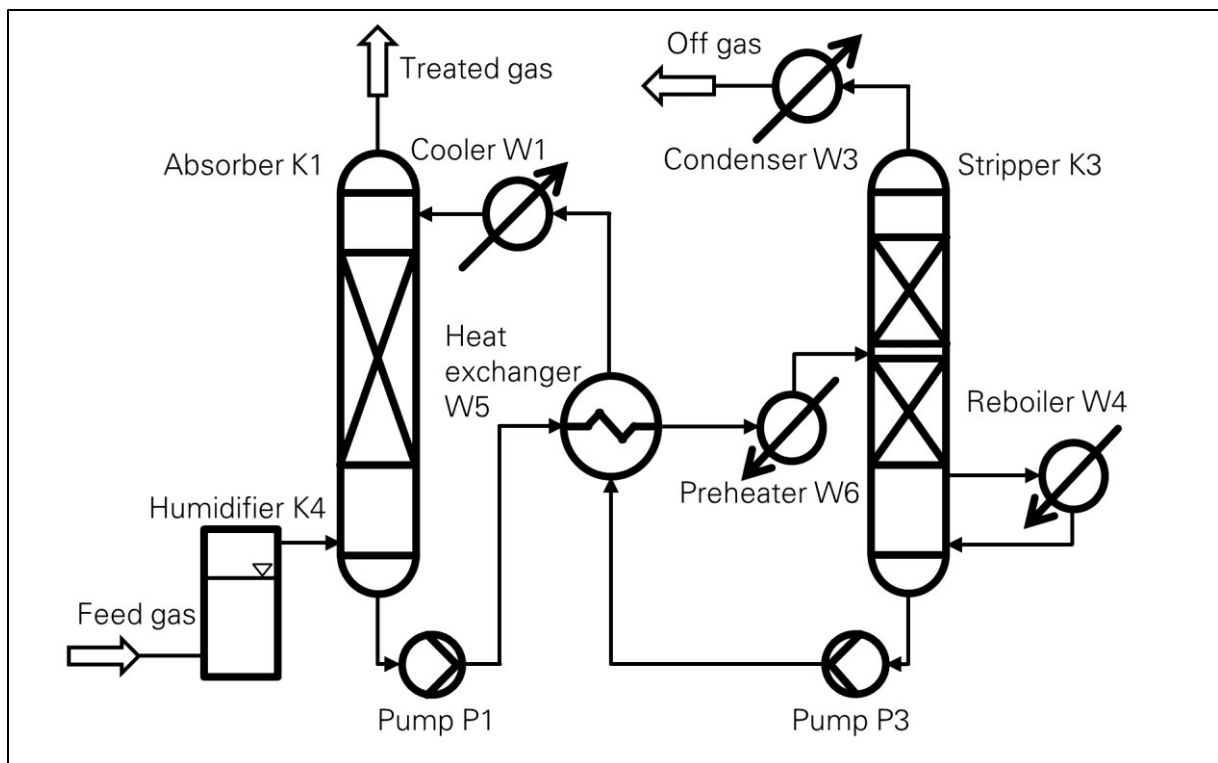 Off gas
Treated gas
Absorber K1
Cooler W1
Condenser W3
Stripper K3
Heat
exchanger
W5
Reboiler W4
Preheater W6
Humidifier K4
Feed gas
Pump P1
Pump P3